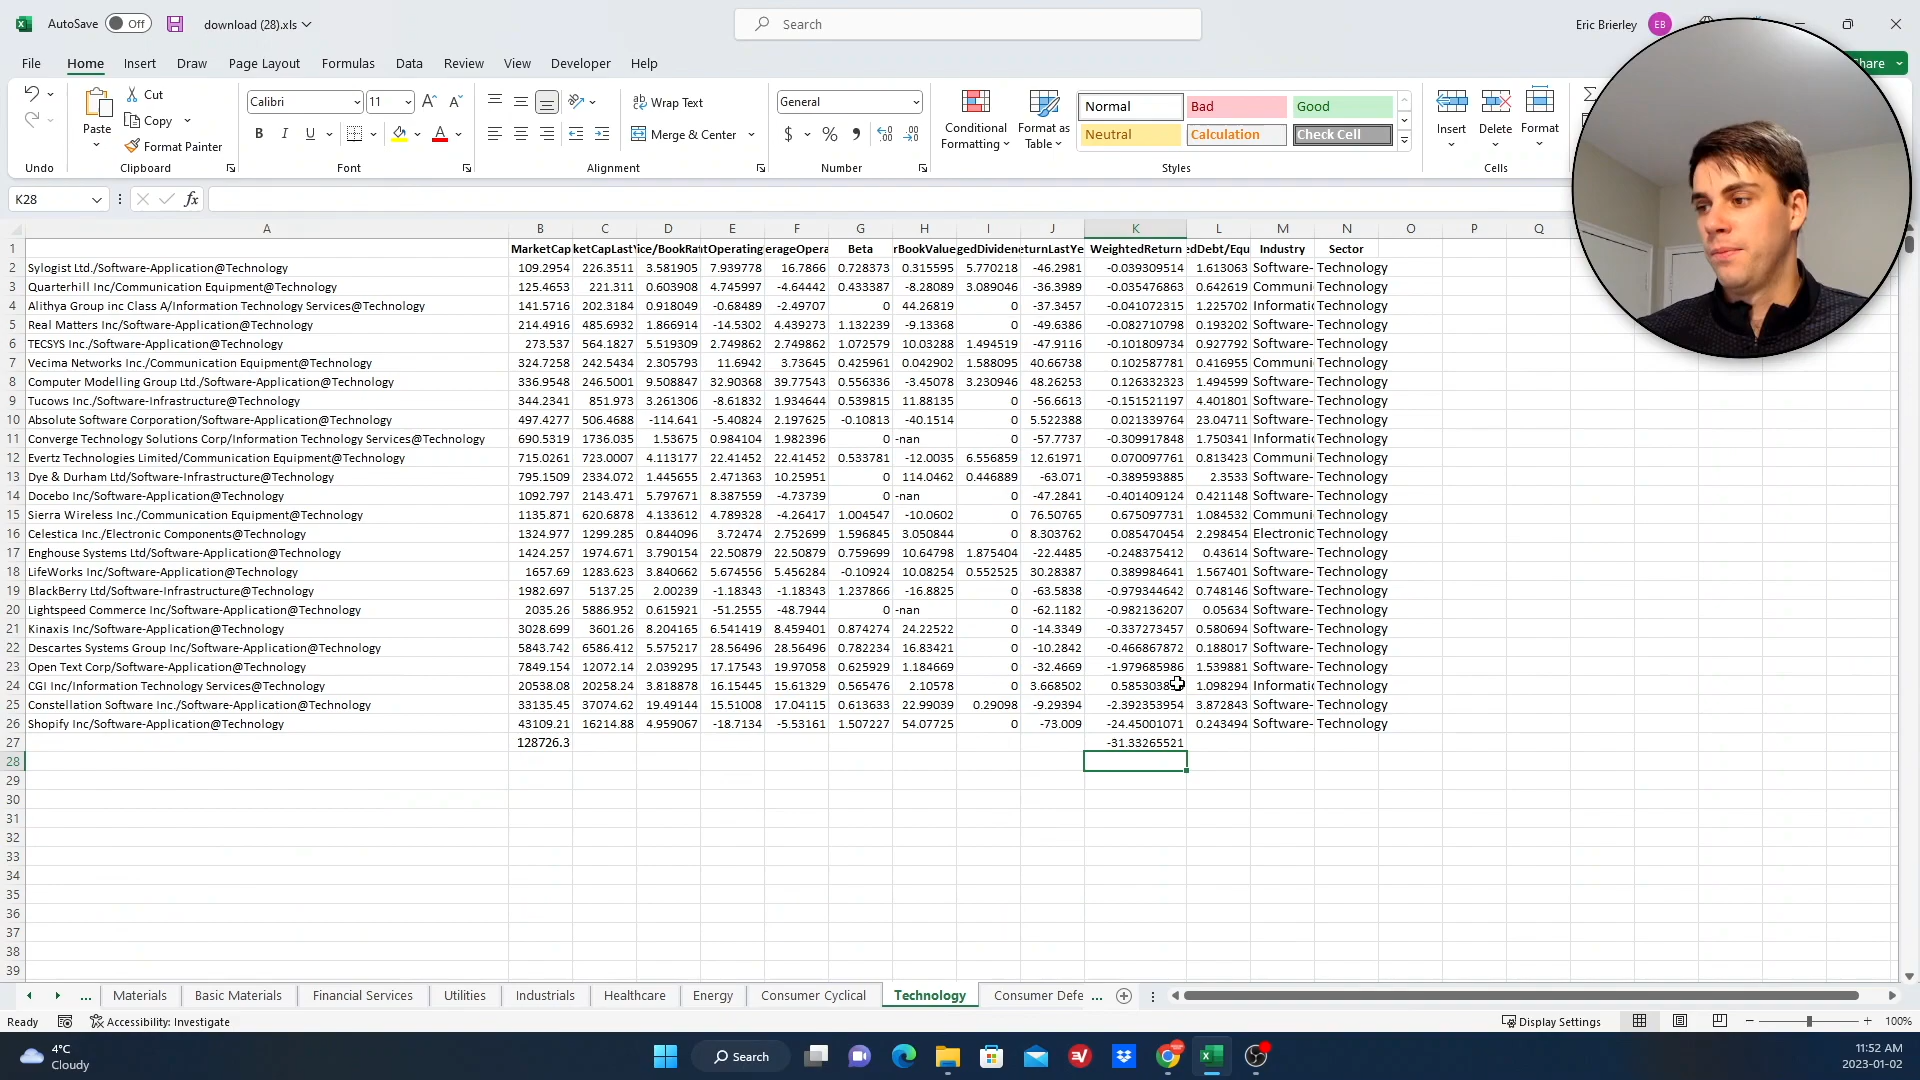 AutoSave Off download (28).xls Search Eric Brierley EB
File Home Insert Draw Page Layout Formulas Data Review View Developer Help Share
Cut Calibri 11 Wrap Text General Normal Bad Good
Copy Paste Conditional Formatting Format as Table Insert Delete Format
Format Painter B I U Merge & Center $ % Neutral Calculation Check Cell
Undo Clipboard Font Alignment Number Styles Cells
K28 fx
A B C D E F G H I J K L M N O P Q
1 MarketCap ketCapLast ice/BookRa tOperating erageOpera Beta rBookValue gedDividen turnLastYe WeightedReturn edDebt/Equ Industry Sector
2 Sylogist Ltd./Software-Application@Technology 109.2954 226.3511 3.581905 7.939778 16.7866 0.728373 0.315595 5.770218 -46.2981 -0.039309514 1.613063 Software- Technology
3 Quarterhill Inc/Communication Equipment@Technology 125.4653 221.311 0.603908 4.745997 -4.64442 0.433387 -8.28089 3.089046 -36.3989 -0.035476863 0.642619 Communi Technology
4 Alithya Group inc Class A/Information Technology Services@Technology 141.5716 202.3184 0.918049 -0.68489 -2.49707 0 44.26819 0 -37.3457 -0.041072315 1.225702 Informati Technology
5 Real Matters Inc/Software-Application@Technology 214.4916 485.6932 1.866914 -14.5302 4.439273 1.132239 -9.13368 0 -49.6386 -0.082710798 0.193202 Software- Technology
6 TECSYS Inc./Software-Application@Technology 273.537 564.1827 5.519309 2.749862 2.749862 1.072579 10.03288 1.494519 -47.9116 -0.101809734 0.927792 Software- Technology
7 Vecima Networks Inc./Communication Equipment@Technology 324.7258 242.5434 2.305793 11.6942 3.73645 0.425961 0.042902 1.588095 40.66738 0.102587781 0.416955 Communi Technology
8 Computer Modelling Group Ltd./Software-Application@Technology 336.9548 246.5001 9.508847 32.90368 39.77543 0.556336 -3.45078 3.230946 48.26253 0.126332323 1.494599 Software- Technology
9 Tucows Inc./Software-Infrastructure@Technology 344.2341 851.973 3.261306 -8.61832 1.934644 0.539815 11.88135 0 -56.6613 -0.151521197 4.401801 Software- Technology
10 Absolute Software Corporation/Software-Application@Technology 497.4277 506.4688 -114.641 -5.40824 2.197625 -0.10813 -40.1514 0 5.522388 0.021339764 23.04711 Software- Technology
11 Converge Technology Solutions Corp/Information Technology Services@Technology 690.5319 1736.035 1.53675 0.984104 1.982396 0 -nan 0 -57.7737 -0.309917848 1.750341 Informati Technology
12 Evertz Technologies Limited/Communication Equipment@Technology 715.0261 723.0007 4.113177 22.41452 22.41452 0.533781 -12.0035 6.556859 12.61971 0.070097761 0.813423 Communi Technology
13 Dye & Durham Ltd/Software-Infrastructure@Technology 795.1509 2334.072 1.445655 2.471363 10.25951 0 114.0462 0.446889 -63.071 -0.389593885 2.3533 Software- Technology
14 Docebo Inc/Software-Application@Technology 1092.797 2143.471 5.797671 8.387559 -4.73739 0 -nan 0 -47.2841 -0.401409124 0.421148 Software- Technology
15 Sierra Wireless Inc./Communication Equipment@Technology 1135.871 620.6878 4.133612 4.789328 -4.26417 1.004547 -10.0602 0 76.50765 0.675097731 1.084532 Communi Technology
16 Celestica Inc./Electronic Components@Technology 1324.977 1299.285 0.844096 3.72474 2.752699 1.596845 3.050844 0 8.303762 0.085470454 2.298454 Electronic Technology
17 Enghouse Systems Ltd/Software-Application@Technology 1424.257 1974.671 3.790154 22.50879 22.50879 0.759699 10.64798 1.875404 -22.4485 -0.248375412 0.43614 Software- Technology
18 LifeWorks Inc/Software-Application@Technology 1657.69 1283.623 3.840662 5.674556 5.456284 -0.10924 10.08254 0.552525 30.28387 0.389984641 1.567401 Software- Technology
19 BlackBerry Ltd/Software-Infrastructure@Technology 1982.697 5137.25 2.00239 -1.18343 -1.18343 1.237866 -16.8825 0 -63.5838 -0.979344642 0.748146 Software- Technology
20 Lightspeed Commerce Inc/Software-Application@Technology 2035.26 5886.952 0.615921 -51.2555 -48.7944 0 -nan 0 -62.1182 -0.982136207 0.05634 Software- Technology
21 Kinaxis Inc/Software-Application@Technology 3028.699 3601.26 8.204165 6.541419 8.459401 0.874274 24.22522 0 -14.3349 -0.337273457 0.580694 Software- Technology
22 Descartes Systems Group Inc/Software-Application@Technology 5843.742 6586.412 5.575217 28.56496 28.56496 0.782234 16.83421 0 -10.2842 -0.466867872 0.188017 Software- Technology
23 Open Text Corp/Software-Application@Technology 7849.154 12072.14 2.039295 17.17543 19.97058 0.625929 1.184669 0 -32.4669 -1.979685986 1.539881 Software- Technology
24 CGI Inc/Information Technology Services@Technology 20538.08 20258.24 3.818878 16.15445 15.61329 0.565476 2.10578 0 3.668502 1.098294 Informatic Technology
25 Constellation Software Inc./Software-Application@Technology 33135.45 37074.62 19.49144 15.51008 17.04115 0.613633 22.99039 0.29098 -9.29394 -2.392353954 3.872843 Software- Technology
26 Shopify Inc/Software-Application@Technology 43109.21 16214.88 4.959067 -18.7134 -5.53161 1.507227 54.07725 0 -73.009 -24.45001071 0.243494 Software- Technology
27 128726.3 -31.33265521
28
29
30
31
32
33
34
35
36
37
38
39
... Materials Basic Materials Financial Services Utilities Industrials Healthcare Energy Consumer Cyclical Technology Consumer Defe ...
Ready Accessibility: Investigate Display Settings 100%
4°C Search 11:52 AM
Cloudy 2023-01-02